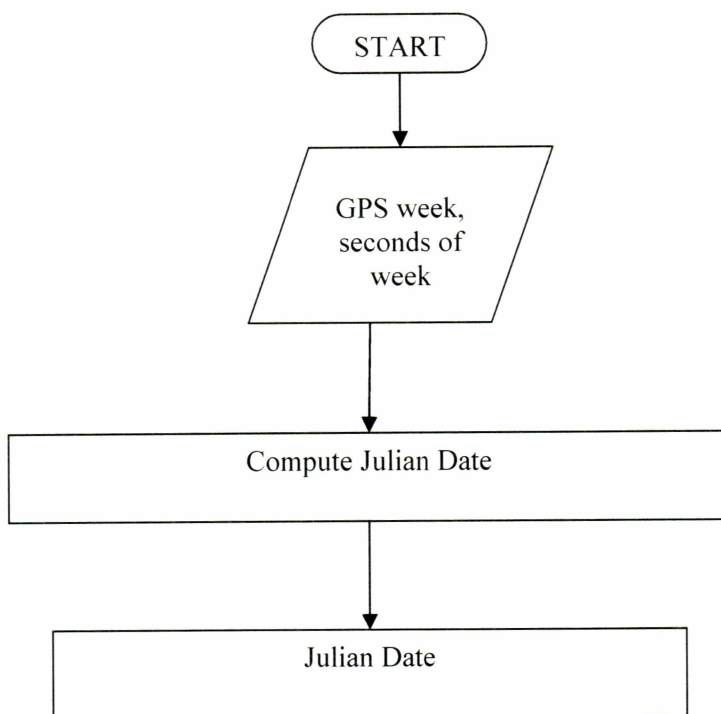 START
GPS week,
seconds of
week
Compute Julian Date
Julian Date